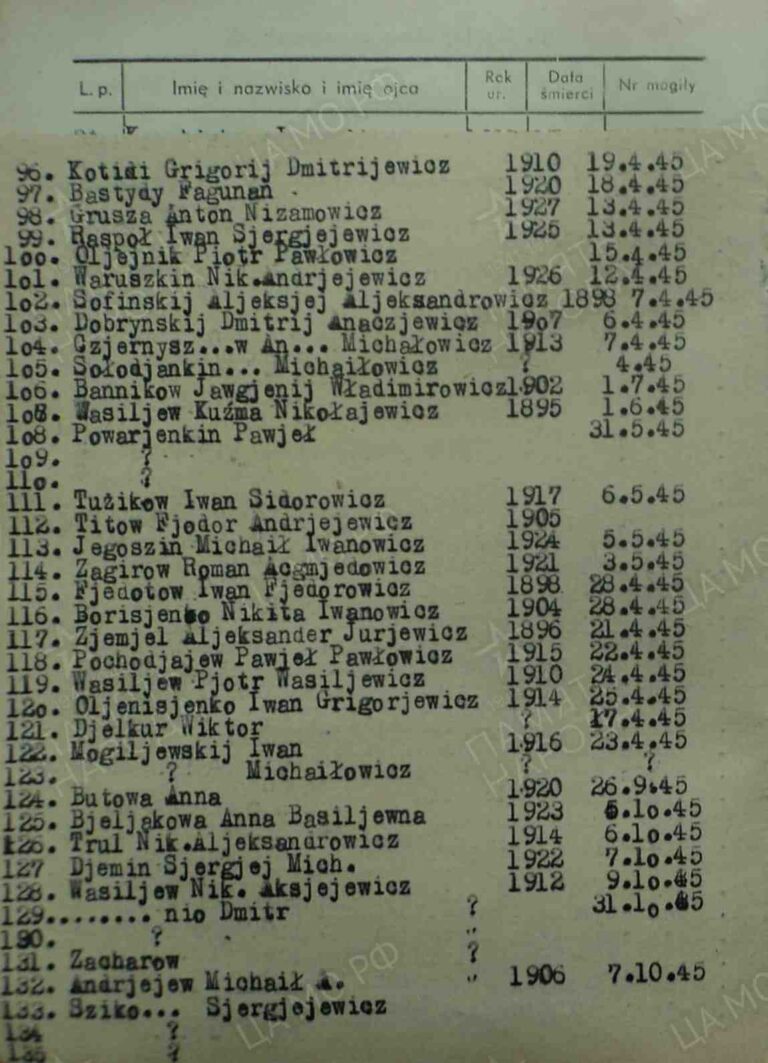 L.p. Imię i nazwisko i imię ojca Rok ur. Data śmierci Nr mogiły
96. Kotići Grigorij Dmitrijewicz 1910 19.4.45
97. Bastydy Fagunan 1920 18.4.45
98. Grusza Anton Nizamowicz 1927 13.4.45
99. Raspoł Iwan Sjergjejewicz 1925 13.4.45
100. Oljejnik Piotr Pawłowicz 15.4.45
101. Waruszkin Nik.Andrjejewicz 1926 12.4.45
102. Sofinskij Aljeksjej Aljeksandrowicz 1898 7.4.45
103. Dobrynskij Dmitrij Anaczjewicz 1907 6.4.45
104. Czjernysz...w An... Michałowicz 1913 7.4.45
105. Sołodjankin... Michaiłowicz ? 4.45
106. Bannikow Jawgjenij Władimirowicz 1902 1.7.45
108. Wasiljew Kuźma Nikołajewicz 1895 1.6.45
108. Powarjenkin Pawjeł 31.5.45
109. ?
110. ?
111. Tużikow Iwan Sidorowicz 1917 6.5.45
112. Titow Fjodor Andrjejewicz 1905
113. Jegoszin Michaił Iwanowicz 1924 5.5.45
114. Zagirow Roman Acgmjedowicz 1921 3.5.45
115. Fjedotow Iwan Fjedorowicz 1898 28.4.45
116. Borisjenko Nikita Iwanowicz 1904 28.4.45
117. Zjemjel Aljeksander Jurjewicz 1896 21.4.45
118. Pochodjajew Pawjeł Pawłowicz 1915 22.4.45
119. Wasiljew Pjotr Wasiljewicz 1910 24.4.45
120. Oljenisjenko Iwan Grigorjewicz 1914 25.4.45
121. Djelkur Wiktor ? 17.4.45
122. Mogiljewskij Iwan 1916 23.4.45
123. ? Michaiłowicz ? ?
124. Butowa Anna 1920 26.9.45
125. Bjeljakowa Anna Basiljewna 1923 6.10.45
126. Trul Nik.Aljeksandrowicz 1914 6.10.45
127 Djemin Sjergjej Mich. 1922 7.10.45
128. Wasiljew Nik. Aksjejewicz 1912 9.10.45
129........ nio Dmitr ? 31.10.45
130. ? "
131. Zacharow ?
132. Andrjejew Michaił A. " 1906 7.10.45
133. Sziko... Sjergjejewicz
134 ?
135 ?
ЦА МО РФ